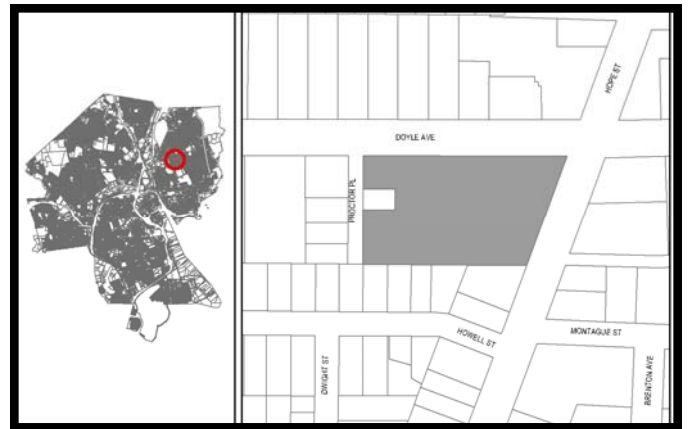 HOPE ST
DOYLE AVE
PROCTOR PL
HOWELL ST
MONTAGUE ST
DWIGHT ST
BRENTON AVE